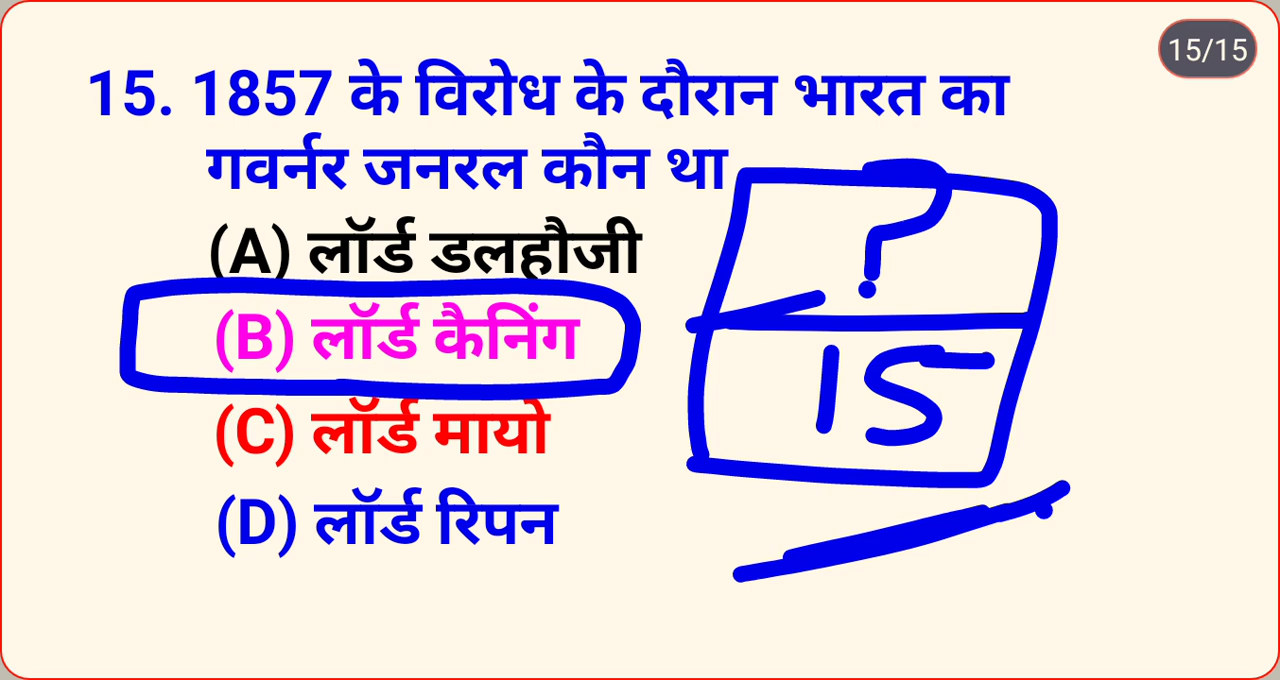 15/15
15. 1857 के विरोध के दौरान भारत का
गवर्नर जनरल कौन था
(A) लॉर्ड डलहौजी
(B) लॉर्ड कैनिंग
(C) लॉर्ड मायो
(D) लॉर्ड रिपन
?
15